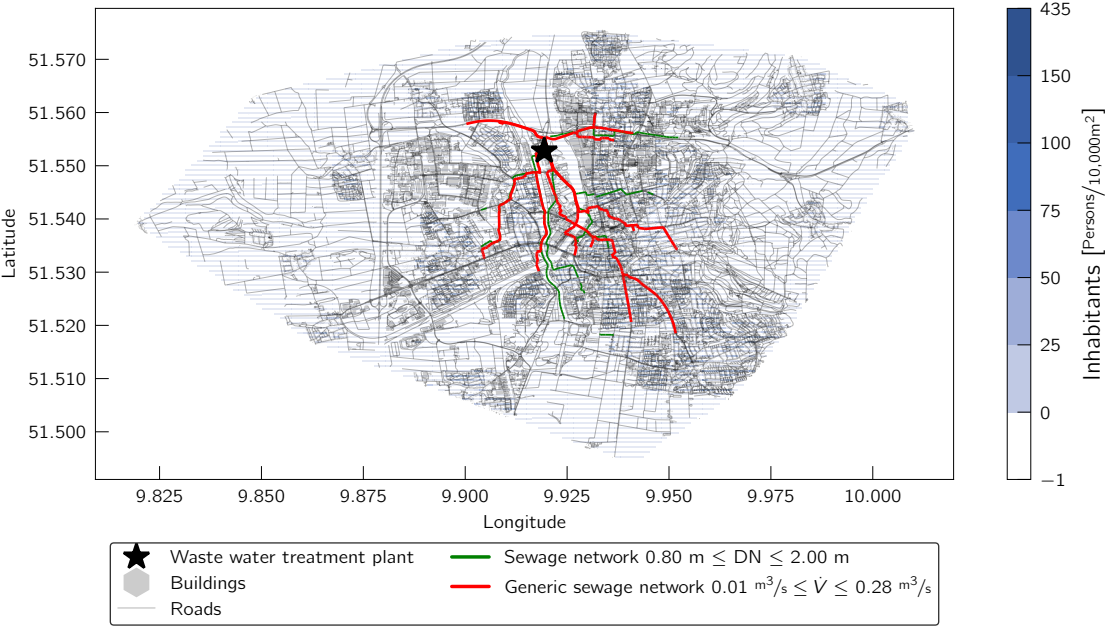 51.570
51.560
51.550
51.540
51.530
51.520
51.510
51.500
Latitude
9.825 9.850 9.875 9.900 9.925 9.950 9.975 10.000
Longitude
435
150
100
75
50
25
0
−1
Inhabitants [Persons/10,000m²]
Waste water treatment plant
Buildings
Roads
Sewage network 0.80 m ≤ DN ≤ 2.00 m
Generic sewage network 0.01 m³/s ≤ V̇ ≤ 0.28 m³/s